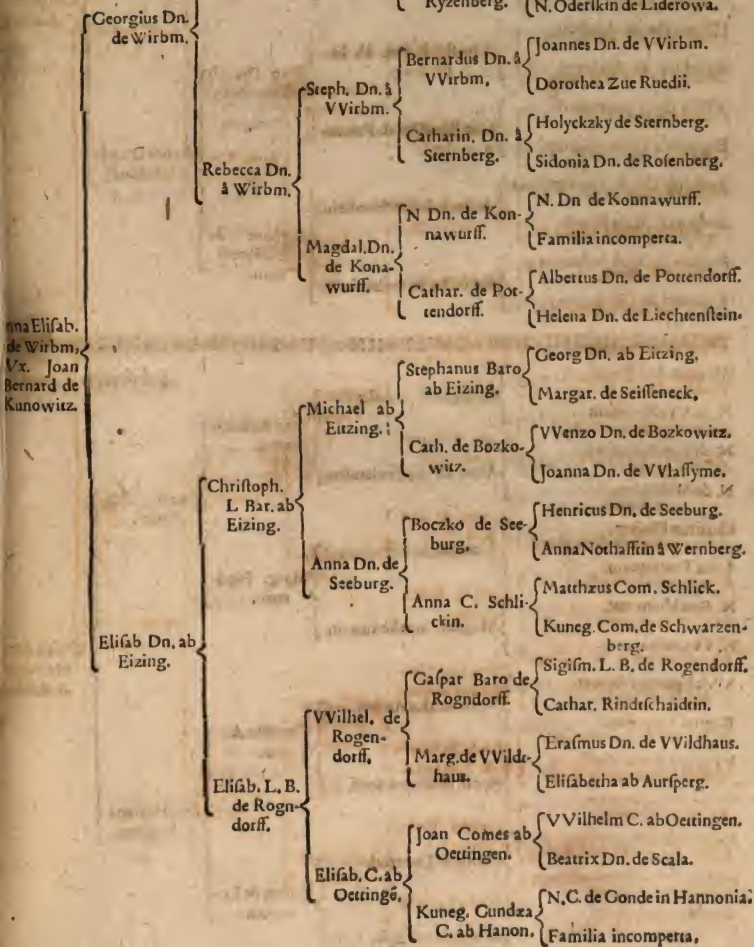 Ryzenberg.
N. Oderſkin de Liderowa.
Georgius Dn.
de Wirbm.
Rebecca Dn.
â Wirbm.
Steph. Dn. â
VVirbm.
Bernardus Dn. â
VVirbm.
Joannes Dn. de VVirbm.
Dorothea Zue Ruedii.
Catharin. Dn. â
Sternberg.
Holyckzky de Sternberg.
Sidonia Dn. de Roſenberg.
Magdal. Dn.
de Kona-
wurff.
N Dn. de Kon-
nawurff.
N. Dn de Konnawurff.
Familia incomperta.
Cathar. de Pot-
tendorff.
Albertus Dn. de Pottendorff.
Helena Dn. de Liechtenſtein.
nna Eliſab.
de Wirbm,
Vx. Joan
Bernard de
Kunowitz.
Eliſab Dn. ab
Eizing.
Chriſtoph.
L. Bar. ab
Eizing.
Michael ab
Eitzing.
Stephanus Baro
ab Eizing.
Georg Dn. ab Eitzing.
Margar. de Seiſſeneck.
Cath. de Bozko-
witz.
VVenzo Dn. de Bozkowitz.
Joanna Dn. de VVlaſſyme.
Anna Dn. de
Seeburg.
Boczko de See-
burg.
Henricus Dn. de Seeburg.
Anna Nothafftin â Wernberg.
Anna C. Schli-
ckin.
Matthæus Com. Schlick.
Kuneg. Com. de Schwarzen-
berg.
Eliſab. L. B.
de Rogn-
dorff.
VVilhel. de
Rogen-
dorff.
Gaſpar Baro de
Rogndorff.
Sigiſm. L. B. de Rogendorff.
Cathar. Rindtſchaidtin.
Marg. de VVildt-
haus.
Eraſmus Dn. de VVildhaus.
Eliſabetha ab Aurſperg.
Eliſab. C. ab
Oettingē.
Joan Comes ab
Oettingen.
VVilhelm C. ab Oettingen.
Beatrix Dn. de Scala.
Kuneg. Gundza
C. ab Hanon.
N. C. de Conde in Hannonia.
Familia incomperta,